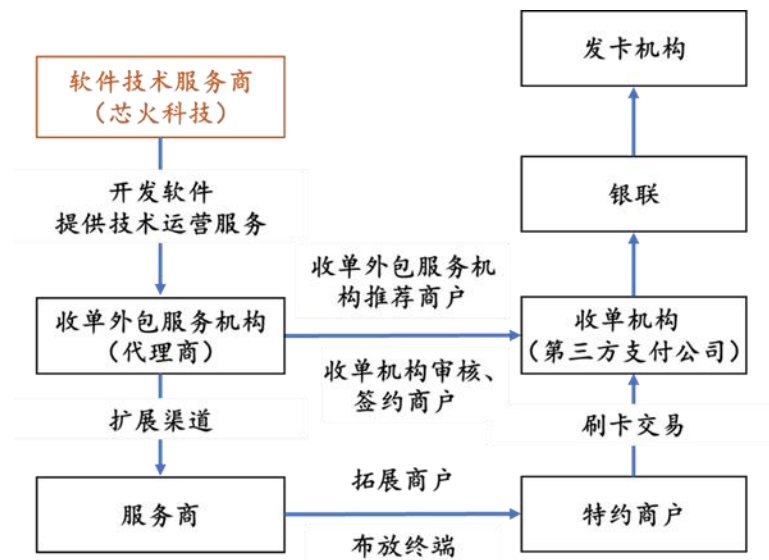 发卡机构
软件技术服务商
（芯火科技）
开发软件
提供技术运营服务
银联
收单外包服务机
构推荐商户
收单外包服务机构
（代理商）
收单机构
（第三方支付公司）
收单机构审核、
签约商户
扩展渠道
刷卡交易
拓展商户
服务商
特约商户
布放终端